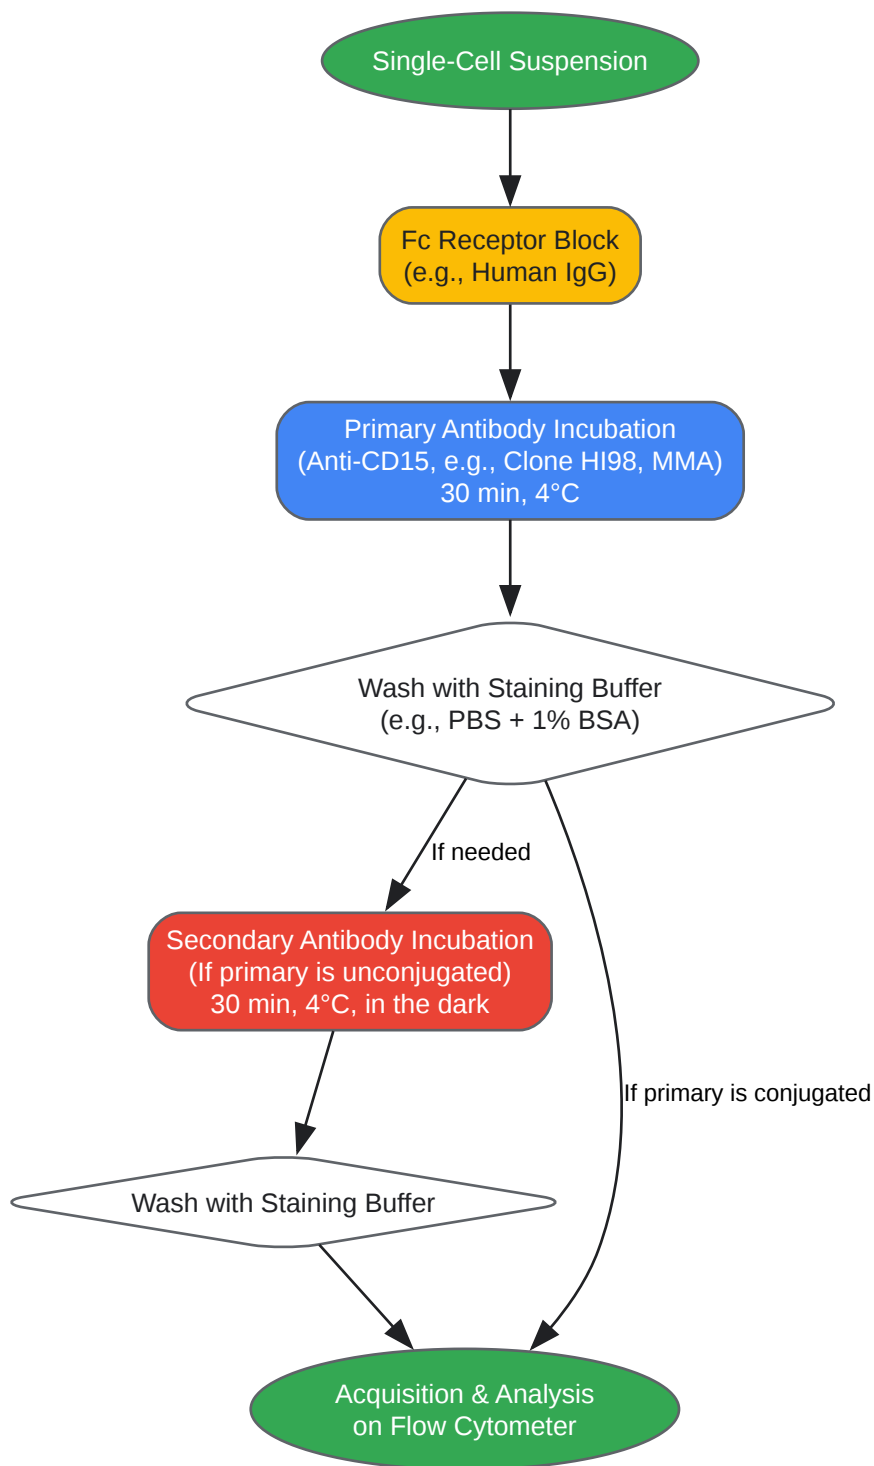 Single-Cell Suspension
Fc Receptor Block
(e.g., Human IgG)
Primary Antibody Incubation
(Anti-CD15, e.g., Clone HI98, MMA)
30 min, 4°C
Wash with Staining Buffer
(e.g., PBS + 1% BSA)
If needed
Secondary Antibody Incubation
(If primary is unconjugated)
30 min, 4°C, in the dark
If primary is conjugated
Wash with Staining Buffer
Acquisition & Analysis
on Flow Cytometer